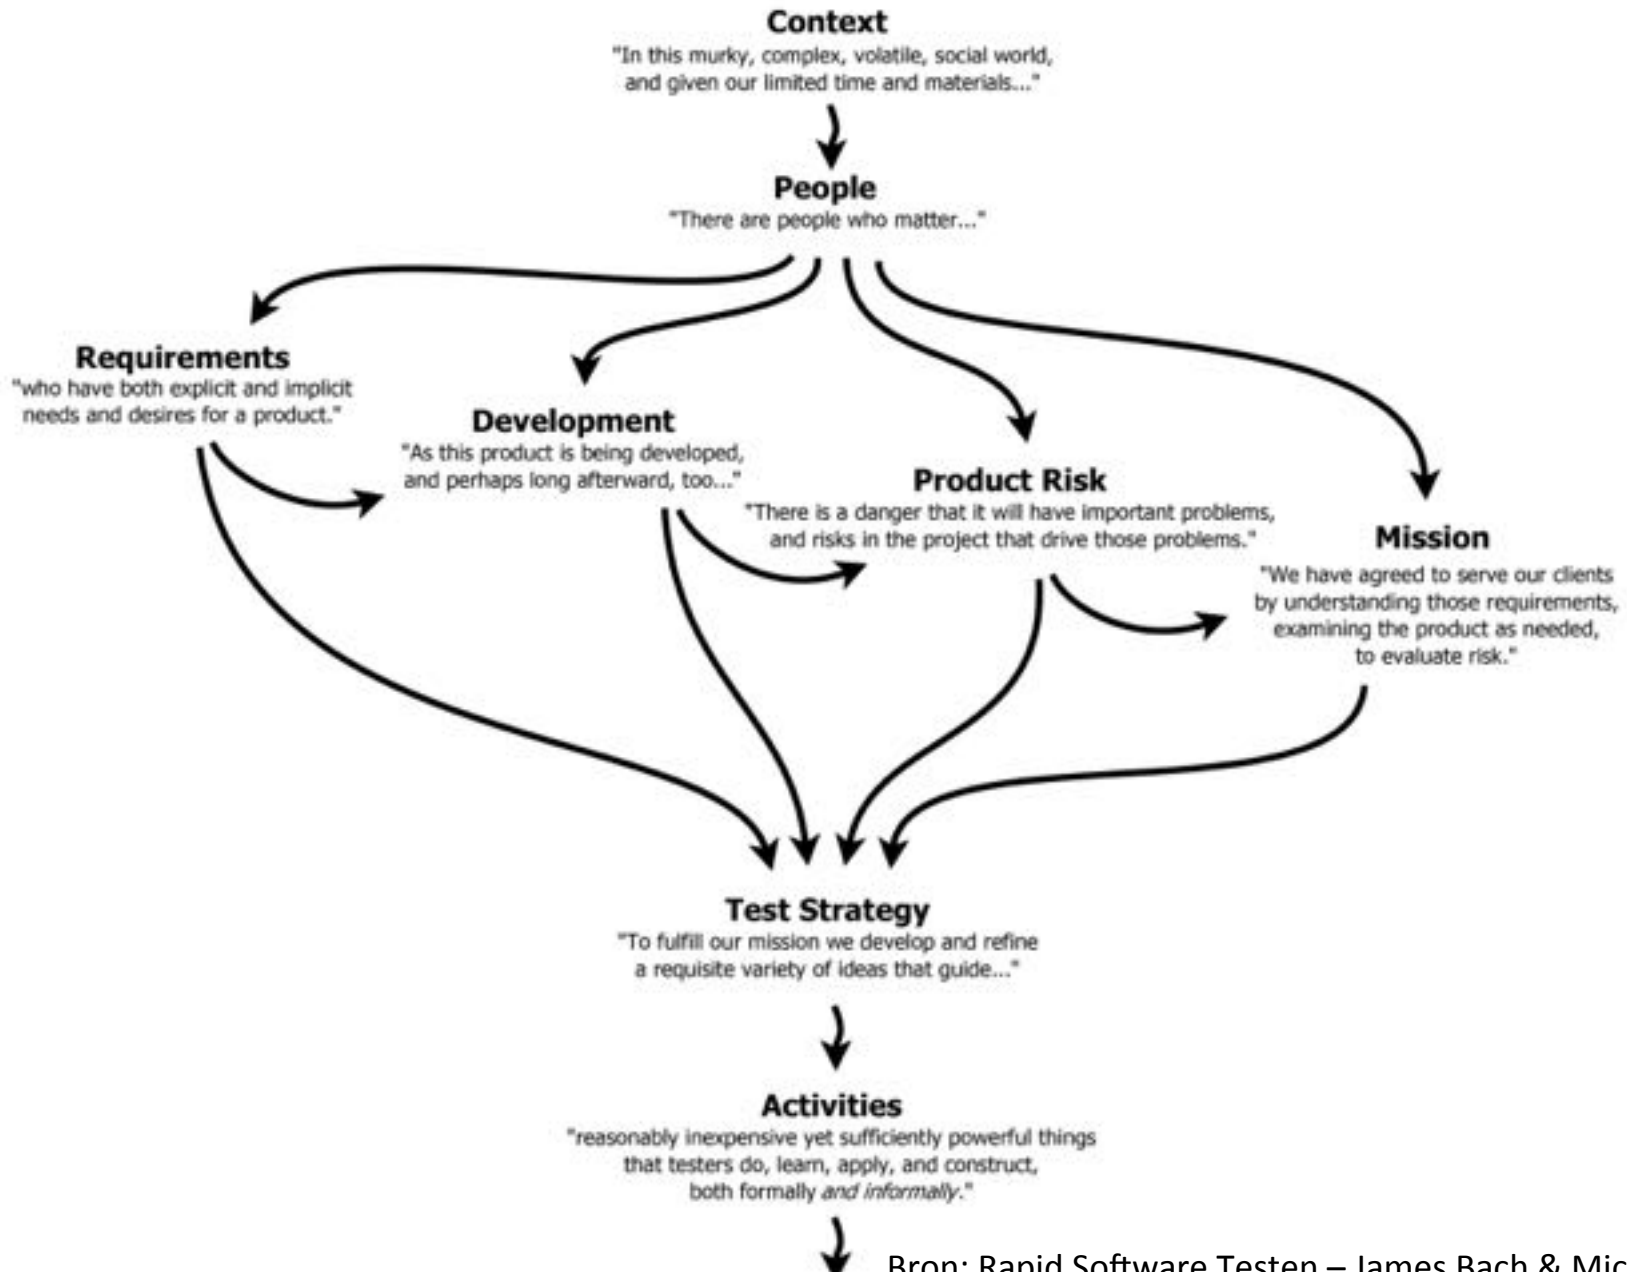 Context
"In this murky, complex, volatile, social world,
and given our limited time and materials..."
People
"There are people who matter..."
Requirements
"who have both explicit and implicit
needs and desires for a product."
Development
"As this product is being developed,
and perhaps long afterward, too..."
Product Risk
"There is a danger that it will have important problems,
and risks in the project that drive those problems."
Mission
"We have agreed to serve our clients
by understanding those requirements,
examining the product as needed,
to evaluate risk."
Test Strategy
"To fulfill our mission we develop and refine
a requisite variety of ideas that guide..."
Activities
"reasonably inexpensive yet sufficiently powerful things
that testers do, learn, apply, and construct,
both formally and informally."
Bron: Rapid Software Testen – James Bach & Mic